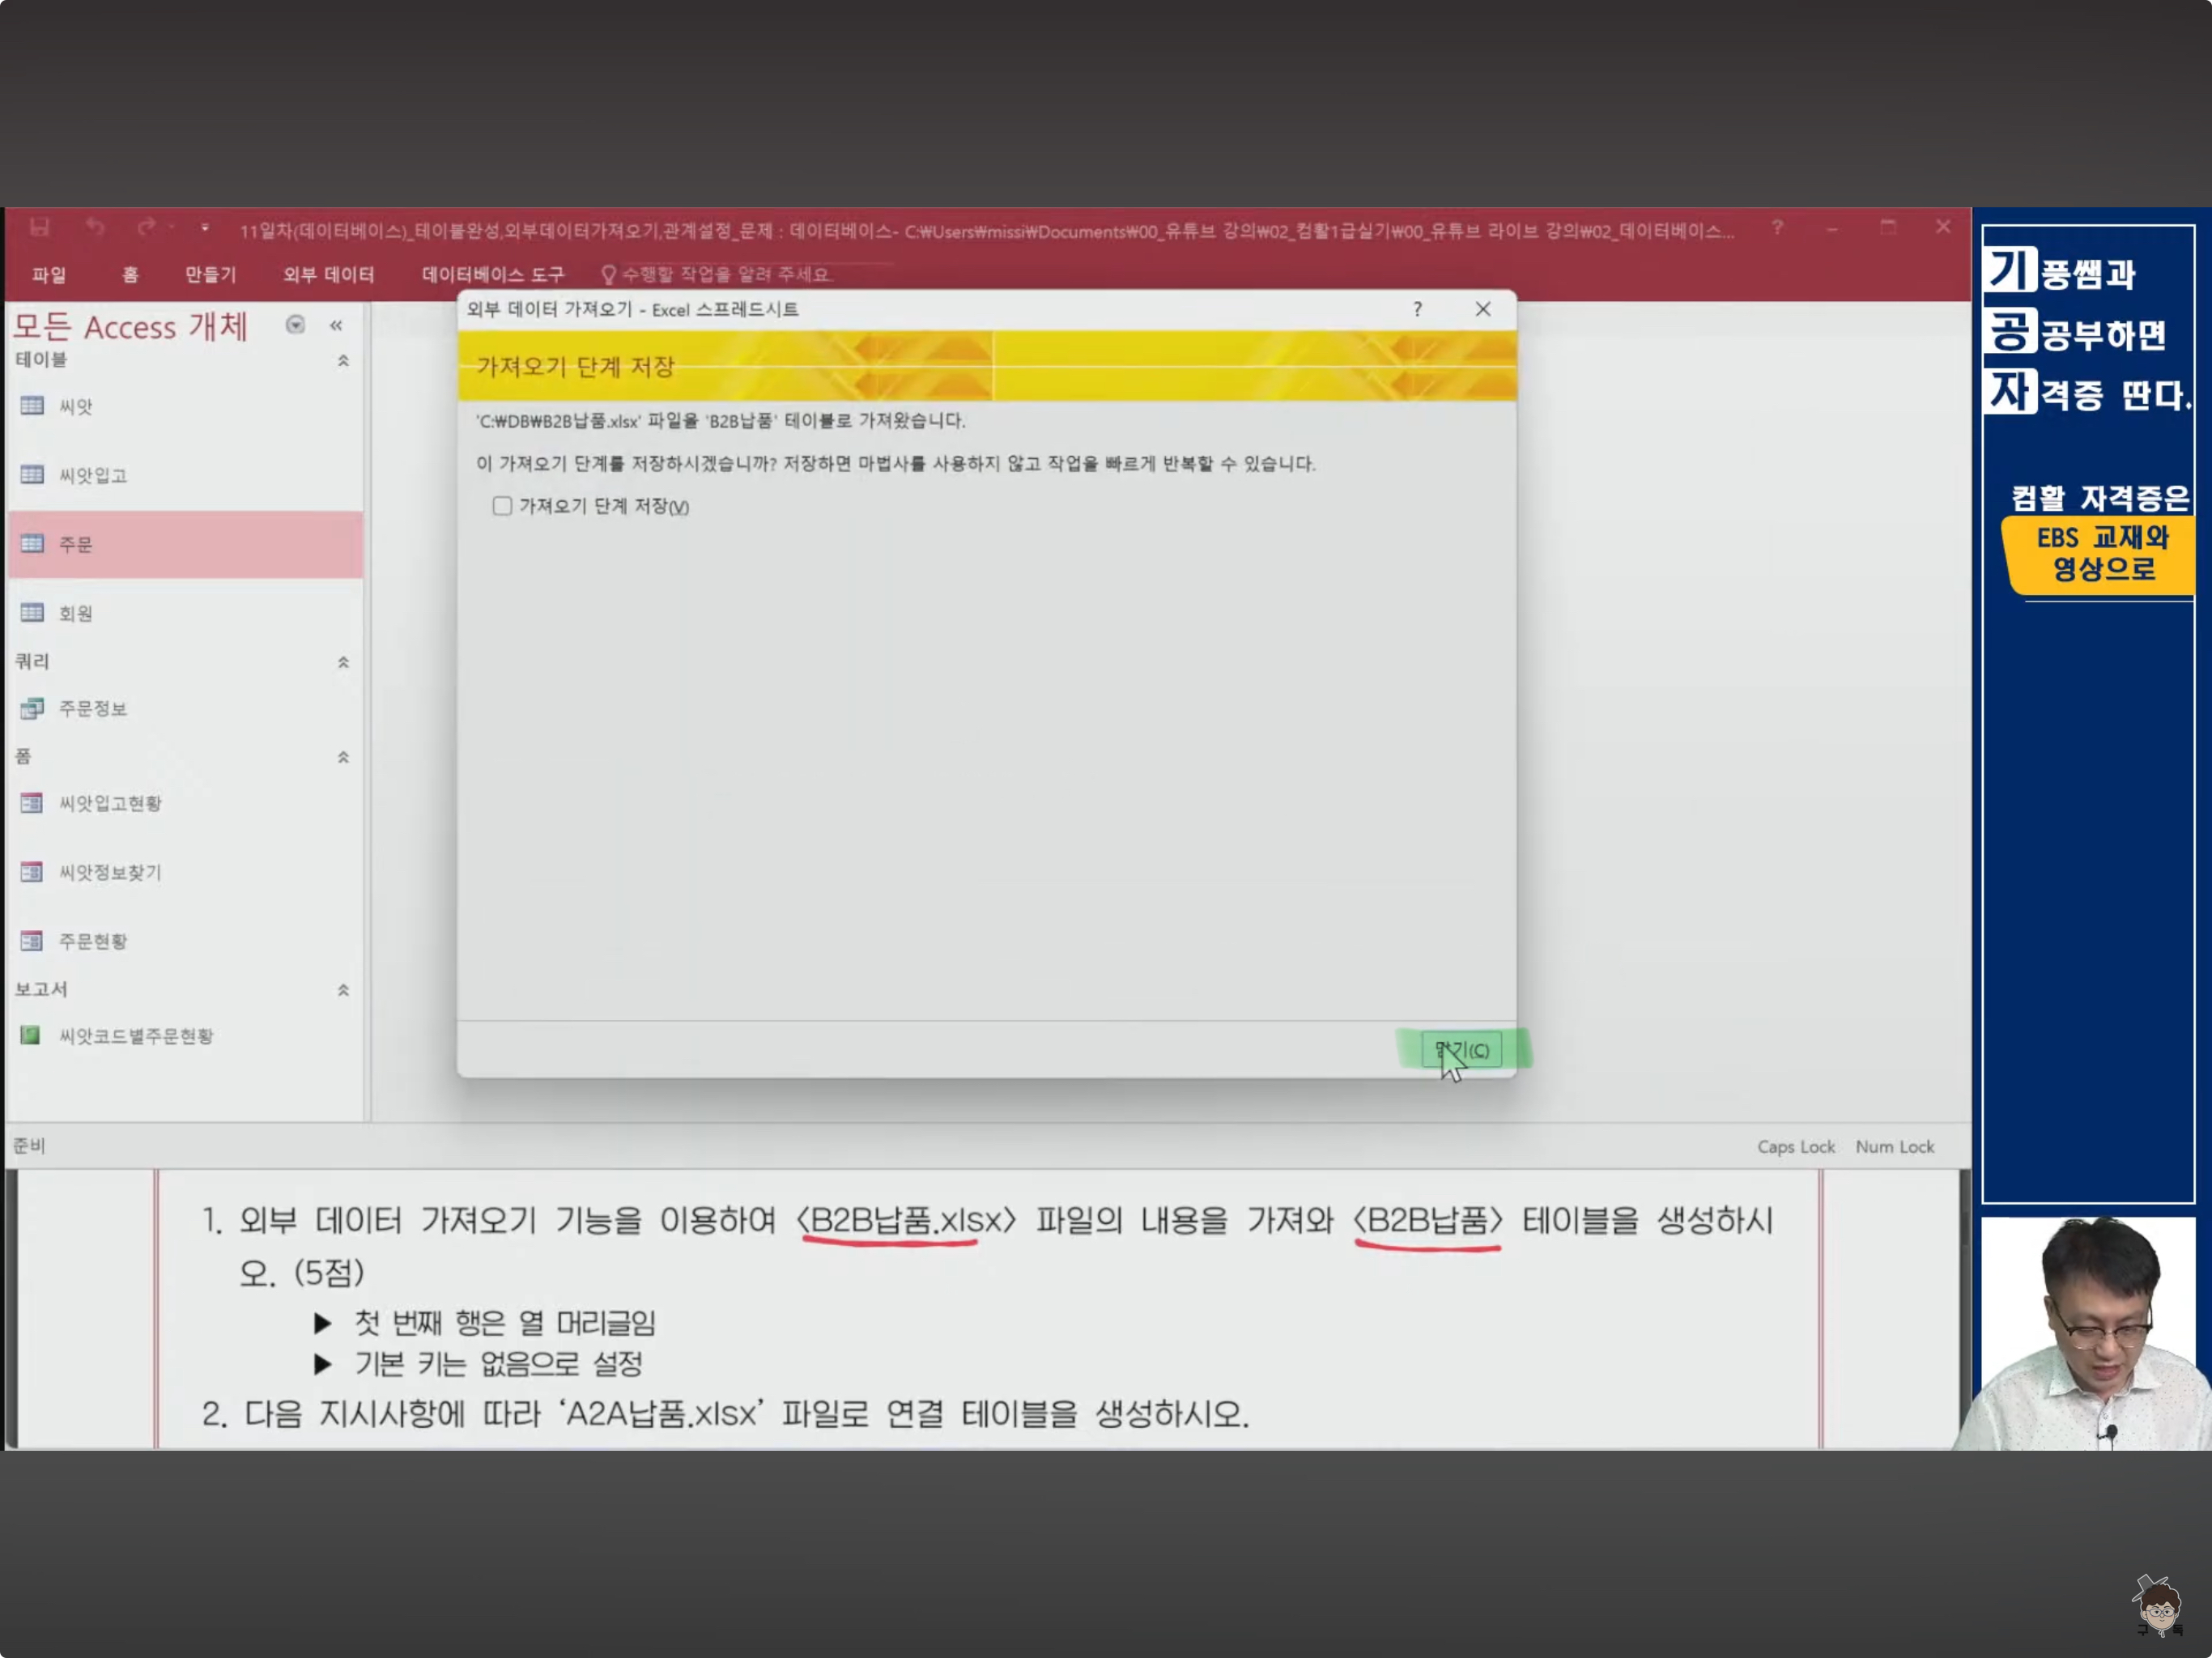 11일차(데이터베이스)_테이블완성,외부데이터가져오기,관계설정_문제 : 데이터베이스- C:₩Users₩missi₩Documents₩00_유튜브 강의₩02_컴활1급실기₩00_유튜브 라이브 강의₩02_데이터베이스...
파일 홈 만들기 외부 데이터 데이터베이스 도구 수행할 작업을 알려 주세요.
모든 Access 개체
테이블
씨앗
씨앗입고
주문
회원
쿼리
주문정보
폼
씨앗입고현황
씨앗정보찾기
주문현황
보고서
씨앗코드별주문현황
외부 데이터 가져오기 - Excel 스프레드시트
가져오기 단계 저장
'C:₩DB₩B2B납품.xlsx' 파일을 'B2B납품' 테이블로 가져왔습니다.
이 가져오기 단계를 저장하시겠습니까? 저장하면 마법사를 사용하지 않고 작업을 빠르게 반복할 수 있습니다.
가져오기 단계 저장(V)
닫기(C)
준비
Caps Lock Num Lock
1. 외부 데이터 가져오기 기능을 이용하여 〈B2B납품.xlsx〉 파일의 내용을 가져와 〈B2B납품〉 테이블을 생성하시
오. (5점)
▶ 첫 번째 행은 열 머리글임
▶ 기본 키는 없음으로 설정
2. 다음 지시사항에 따라 ‘A2A납품.xlsx’ 파일로 연결 테이블을 생성하시오.
기풍쌤과
공공부하면
자격증 딴다.
컴활 자격증은
EBS 교재와
영상으로
구독